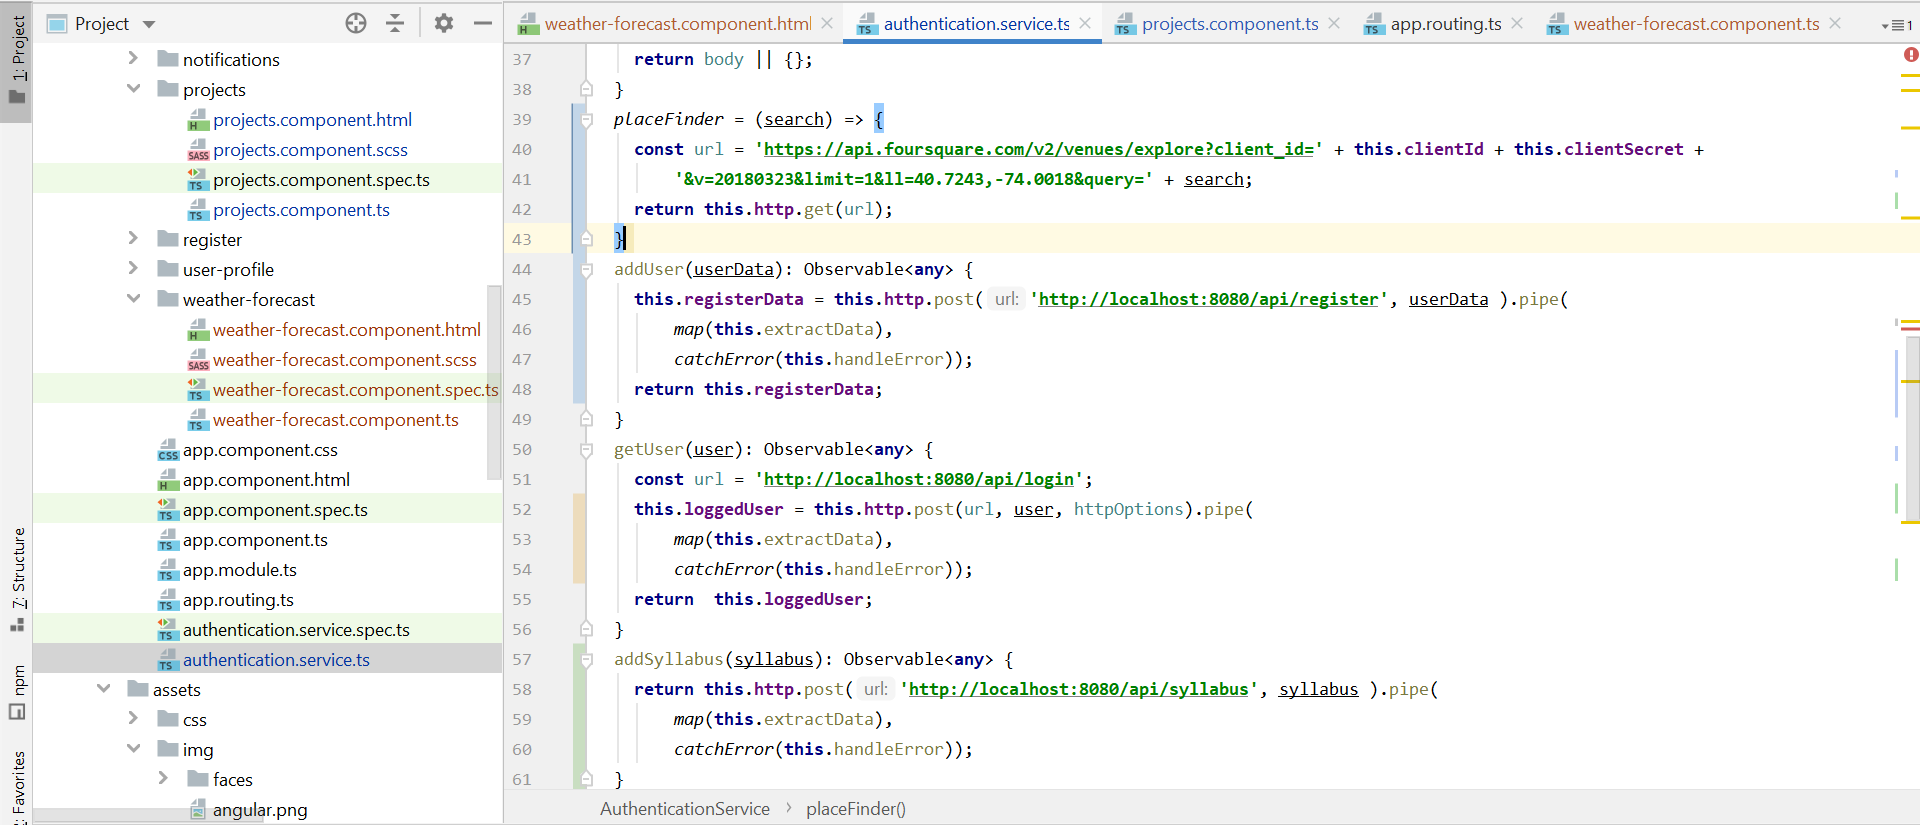 Project
weather-forecast.component.html
authentication.service.ts
projects.component.ts
app.routing.ts
weather-forecast.component.ts
1
1: Project
7: Structure
npm
Favorites
notifications
projects
projects.component.html
projects.component.scss
projects.component.spec.ts
projects.component.ts
register
user-profile
weather-forecast
weather-forecast.component.html
weather-forecast.component.scss
weather-forecast.component.spec.ts
weather-forecast.component.ts
app.component.css
app.component.html
app.component.spec.ts
app.component.ts
app.module.ts
app.routing.ts
authentication.service.spec.ts
authentication.service.ts
assets
css
img
faces
angular.png
37 return body || {};
38 }
39 placeFinder = (search) => {
40 const url = 'https://api.foursquare.com/v2/venues/explore?client_id=' + this.clientId + this.clientSecret +
41 '&v=20180323&limit=1&ll=40.7243,-74.0018&query=' + search;
42 return this.http.get(url);
43 }
44 addUser(userData): Observable<any> {
45 this.registerData = this.http.post( url: 'http://localhost:8080/api/register', userData ).pipe(
46 map(this.extractData),
47 catchError(this.handleError));
48 return this.registerData;
49 }
50 getUser(user): Observable<any> {
51 const url = 'http://localhost:8080/api/login';
52 this.loggedUser = this.http.post(url, user, httpOptions).pipe(
53 map(this.extractData),
54 catchError(this.handleError));
55 return  this.loggedUser;
56 }
57 addSyllabus(syllabus): Observable<any> {
58 return this.http.post( url: 'http://localhost:8080/api/syllabus', syllabus ).pipe(
59 map(this.extractData),
60 catchError(this.handleError));
61 }
AuthenticationService › placeFinder()